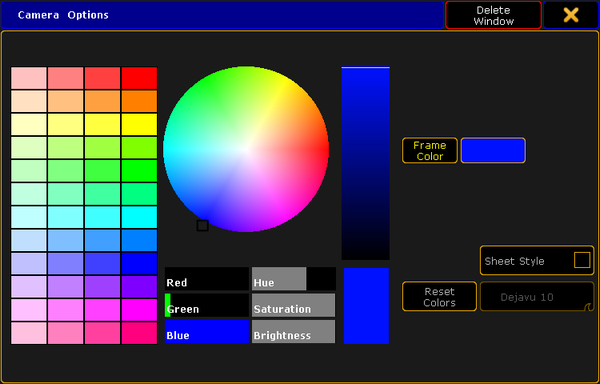 Camera Options
Delete
Window
Frame
Color
Sheet Style
Red
Hue
Green
Saturation
Blue
Brightness
Reset
Colors
Dejavu 10